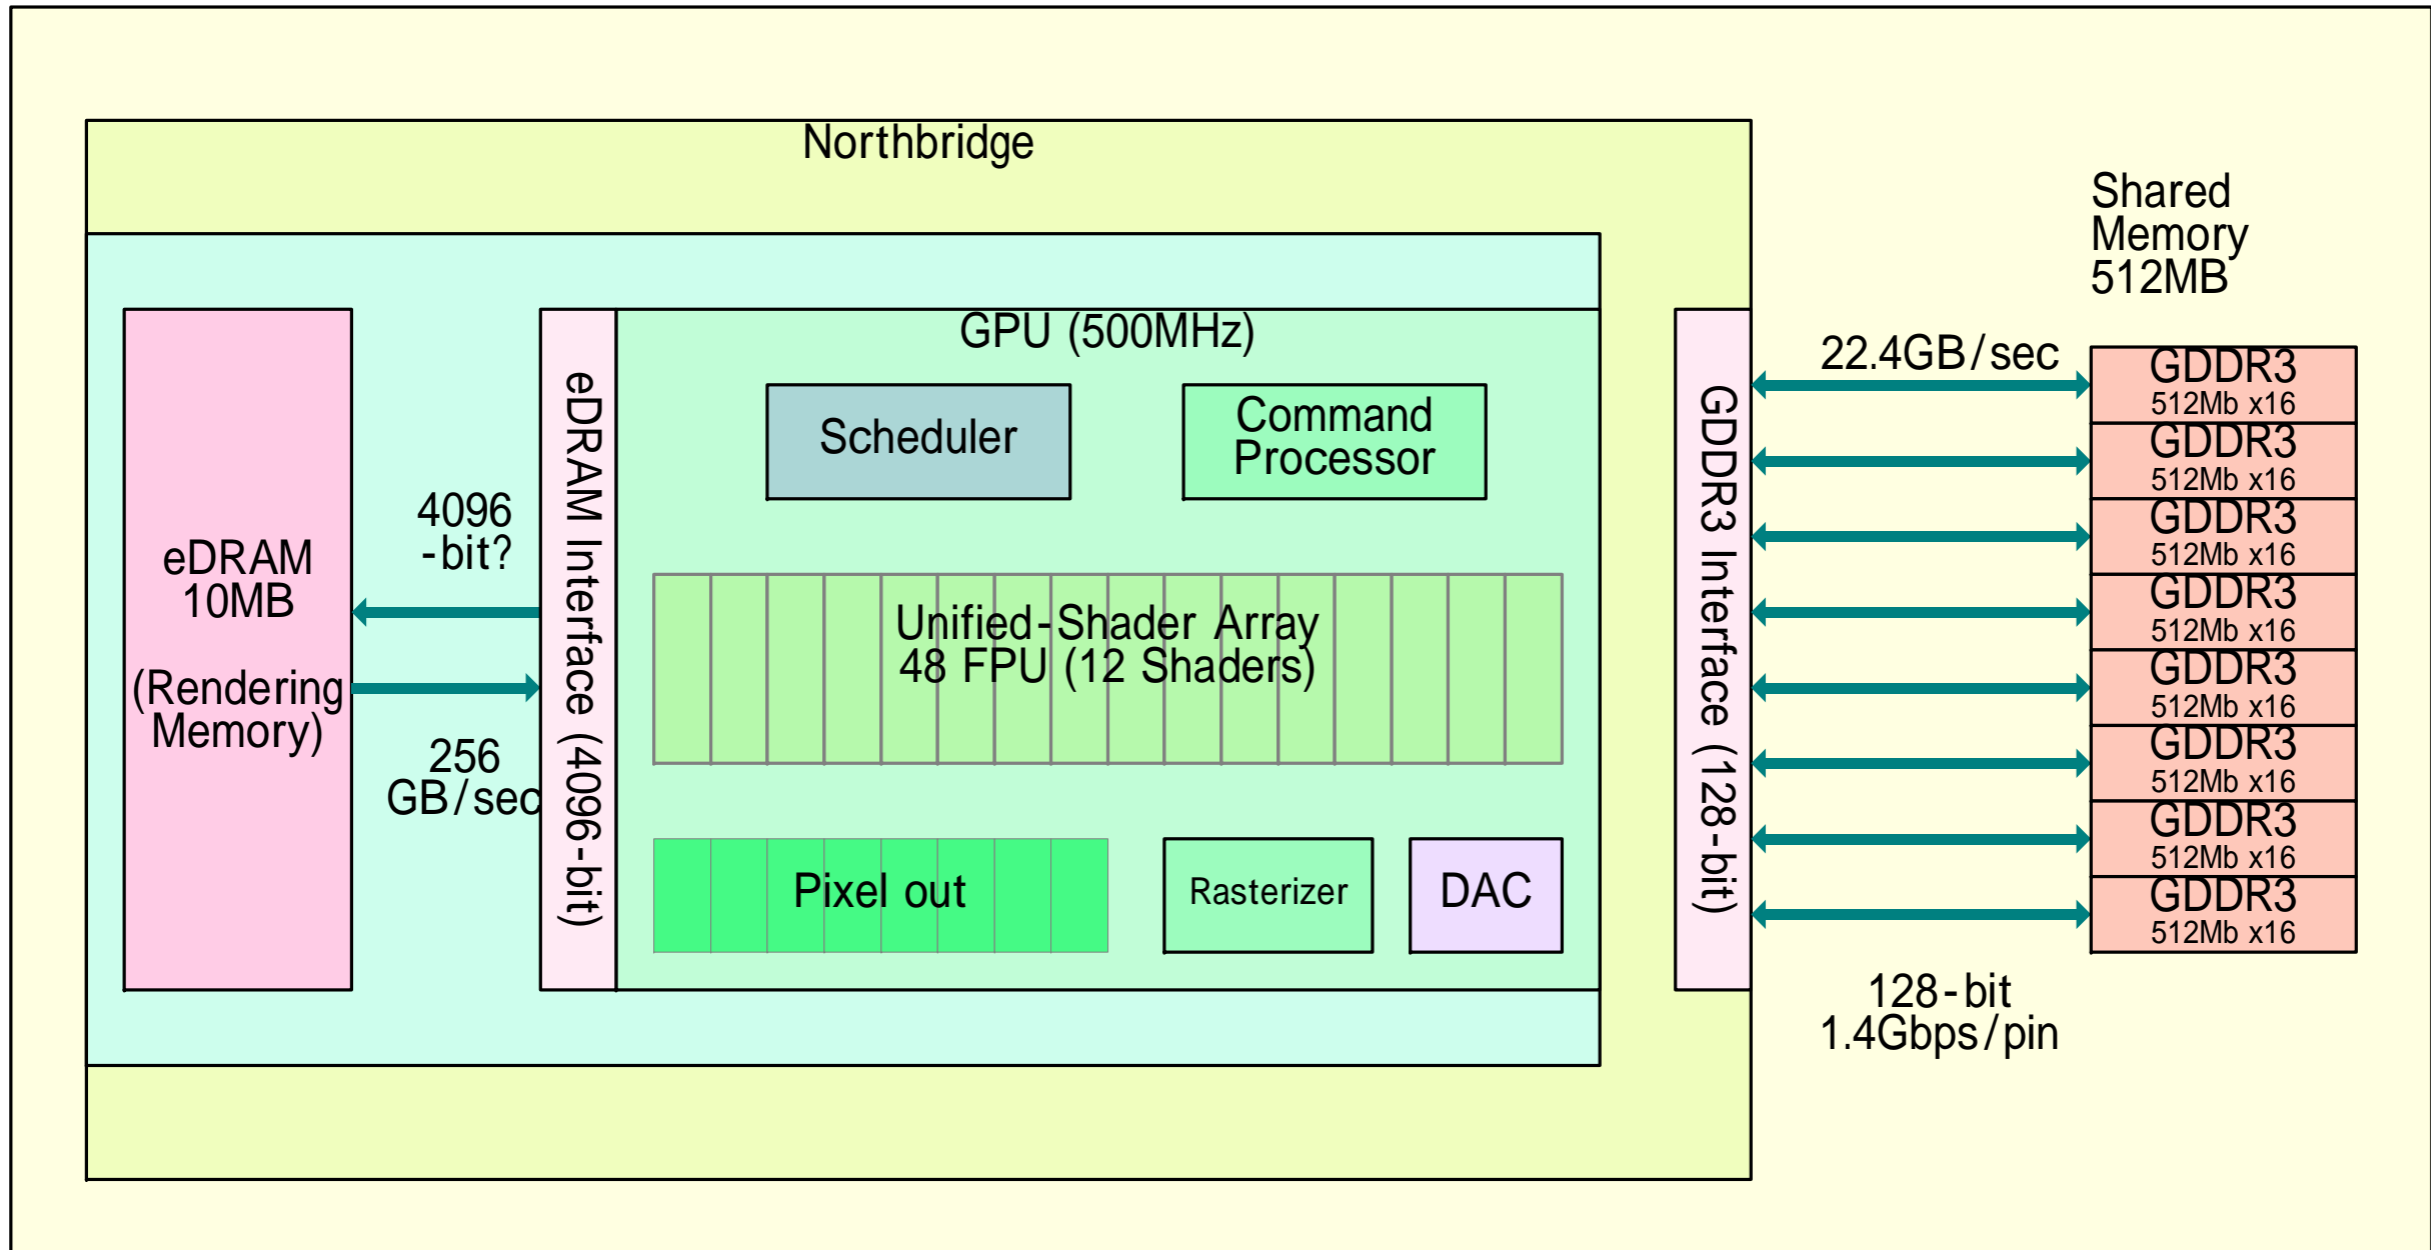 Northbridge
Shared
Memory
512MB
GPU (500MHz)
22.4GB/sec
Scheduler
Command
Processor
eDRAM Interface (4096-bit)
GDDR3 Interface (128-bit)
4096
-bit?
eDRAM
10MB
(Rendering
Memory)
256
GB/sec
Unified-Shader Array
48 FPU (12 Shaders)
Pixel out
Rasterizer
DAC
GDDR3
512Mb x16
GDDR3
512Mb x16
GDDR3
512Mb x16
GDDR3
512Mb x16
GDDR3
512Mb x16
GDDR3
512Mb x16
GDDR3
512Mb x16
GDDR3
512Mb x16
128-bit
1.4Gbps/pin